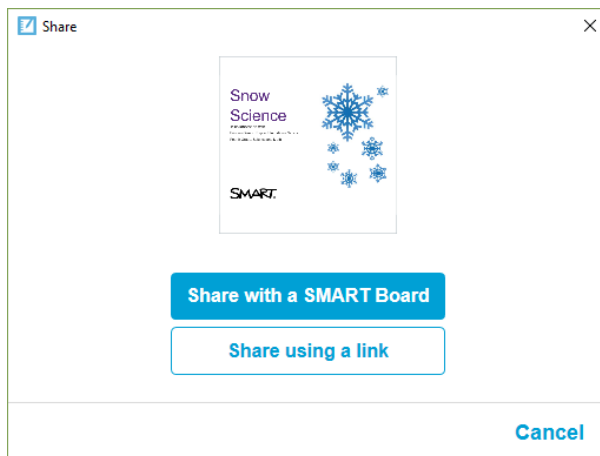 Share
Snow
Science
SMART
Share with a SMART Board
Share using a link
Cancel